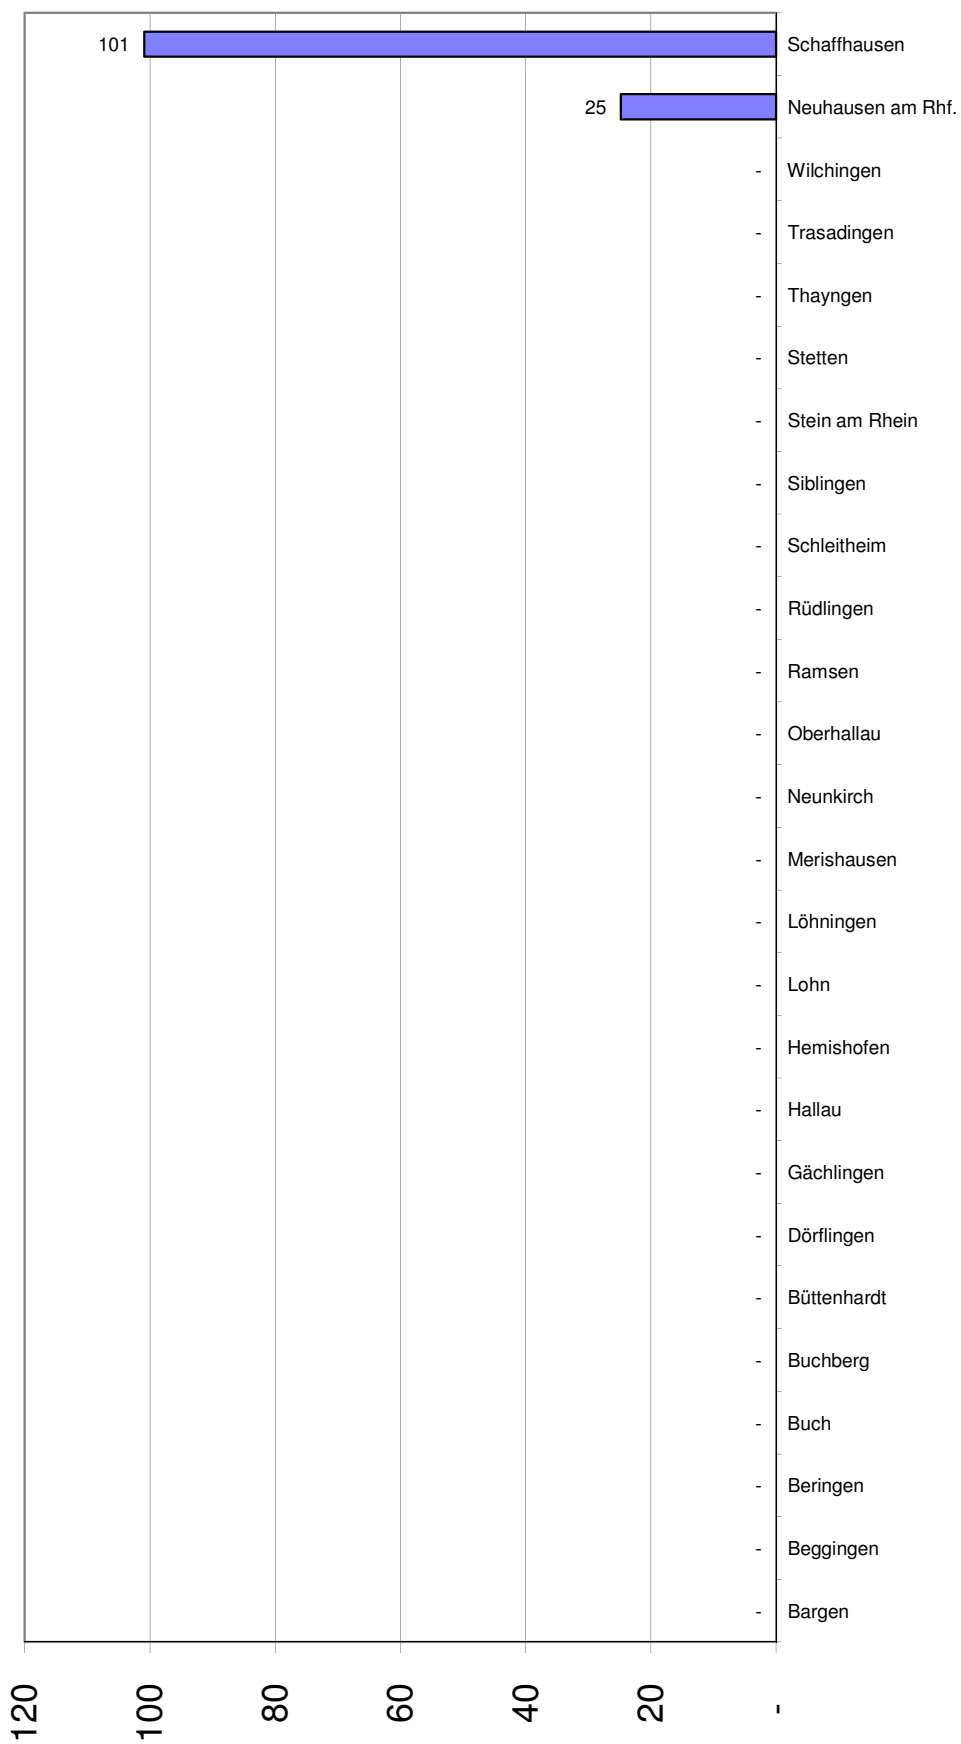 101 Schaffhausen
25 Neuhausen am Rhf.
- Wilchingen
- Trasadingen
- Thayngen
- Stetten
- Stein am Rhein
- Siblingen
- Schleitheim
- Rüdlingen
- Ramsen
- Oberhallau
- Neunkirch
- Merishausen
- Löhningen
- Lohn
- Hemishofen
- Hallau
- Gächlingen
- Dörflingen
- Büttenhardt
- Buchberg
- Buch
- Beringen
- Beggingen
- Bargen
120 100 80 60 40 20 -